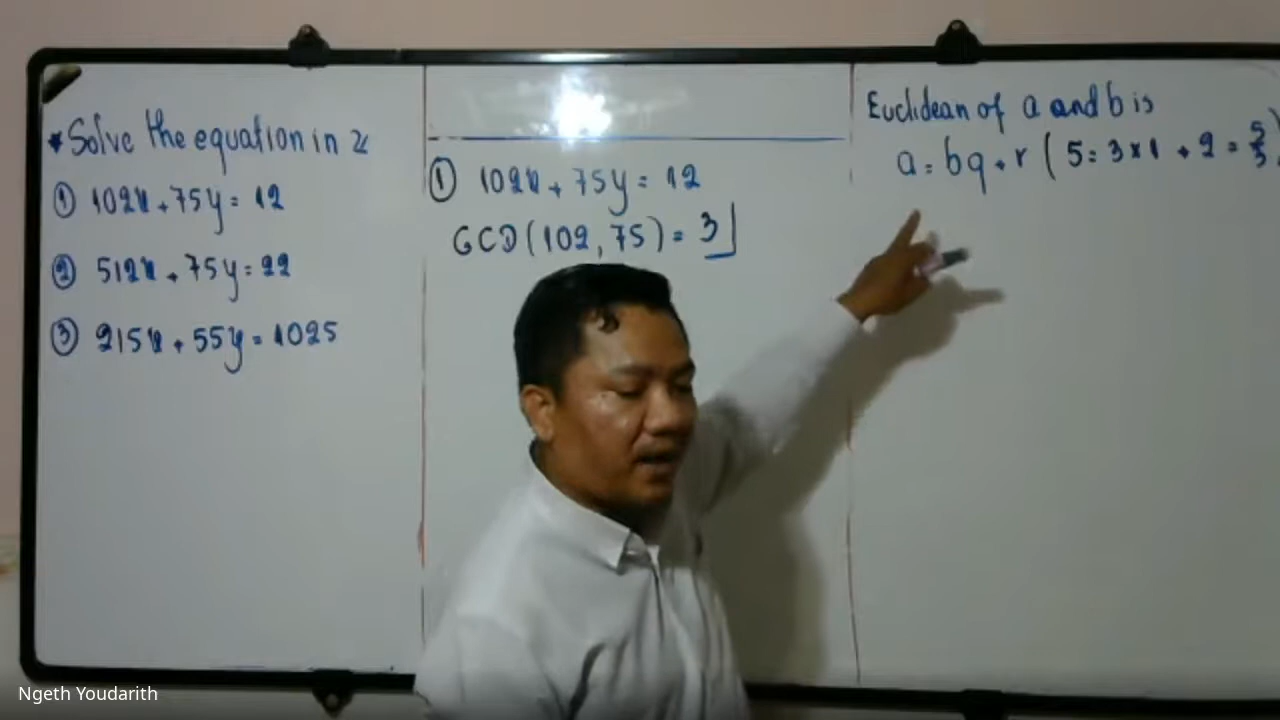 * Solve the equation in ℤ
① 102x + 75y = 12
② 512x + 75y = 22
③ 215x + 55y = 1025
① 102x + 75y = 12
GCD(102, 75) = 3
Euclidean of a and b is
a = bq + r ( 5 = 3×1 + 2 = 5/3
Ngeth Youdarith